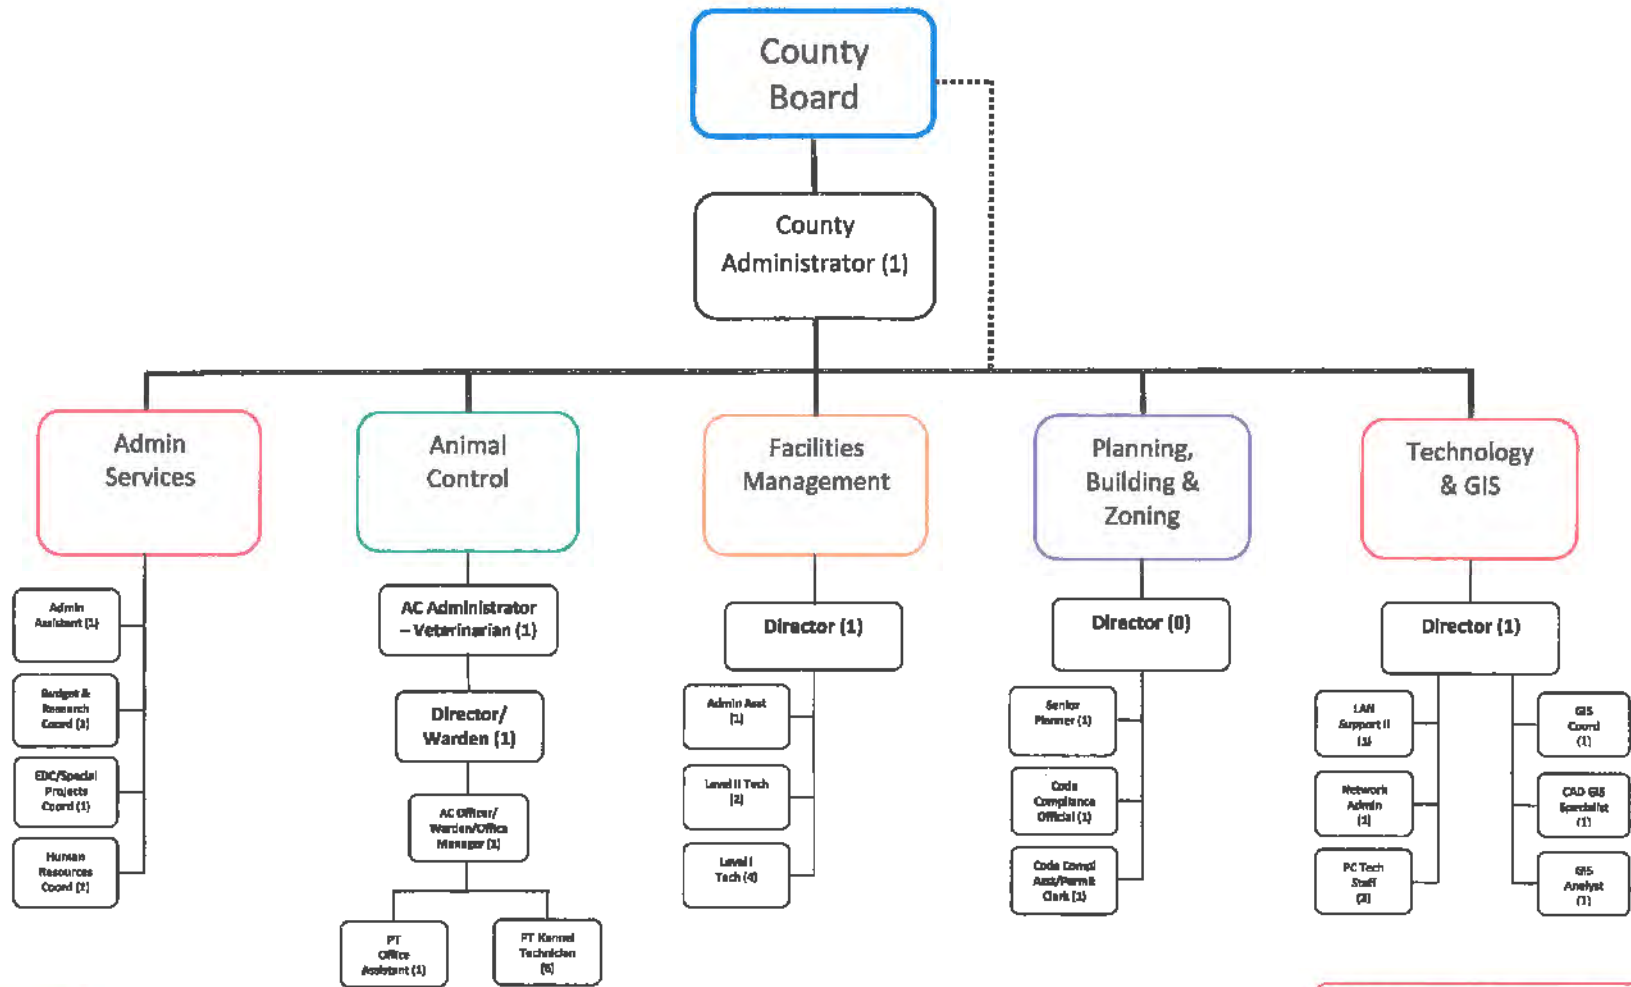 County
Board
County
Administrator (1)
Admin
Services
Animal
Control
Facilities
Management
Planning,
Building &
Zoning
Technology
& GIS
Admin
Assistant (1)
Budget &
Research
Coord
EDC/Special
Projects
Coord (1)
Human
Resources
Coord
AC Administrator
– Veterinarian (1)
Director/
Warden (1)
AC Officer/
Warden/Office
Manager (1)
PT
Office
Assistant (1)
PT Kennel
Technician
(6)
Director (1)
Admin Asst
(1)
Level II Tech
(2)
Level I
Tech (4)
Director (0)
Senior
Planner (1)
Code
Compliance
Official (1)
Code Compl
Asst/Permit
Clerk (1)
Director (1)
LAN
Support II
(1)
Network
Admin
(1)
PC Tech
Staff
GIS
Coord
(1)
CAD GIS
Specialist
(1)
GIS
Analyst
(1)